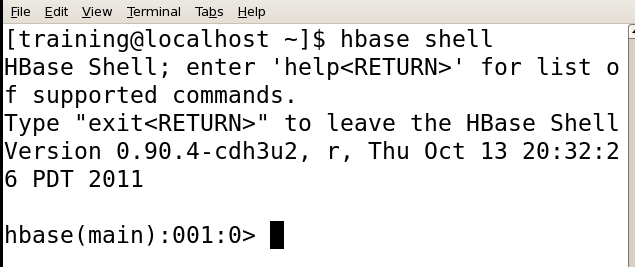 File Edit View Terminal Tabs Help
[training@localhost ~]$ hbase shell
HBase Shell; enter 'help<RETURN>' for list o
f supported commands.
Type "exit<RETURN>" to leave the HBase Shell
Version 0.90.4-cdh3u2, r, Thu Oct 13 20:32:2
6 PDT 2011
hbase(main):001:0>